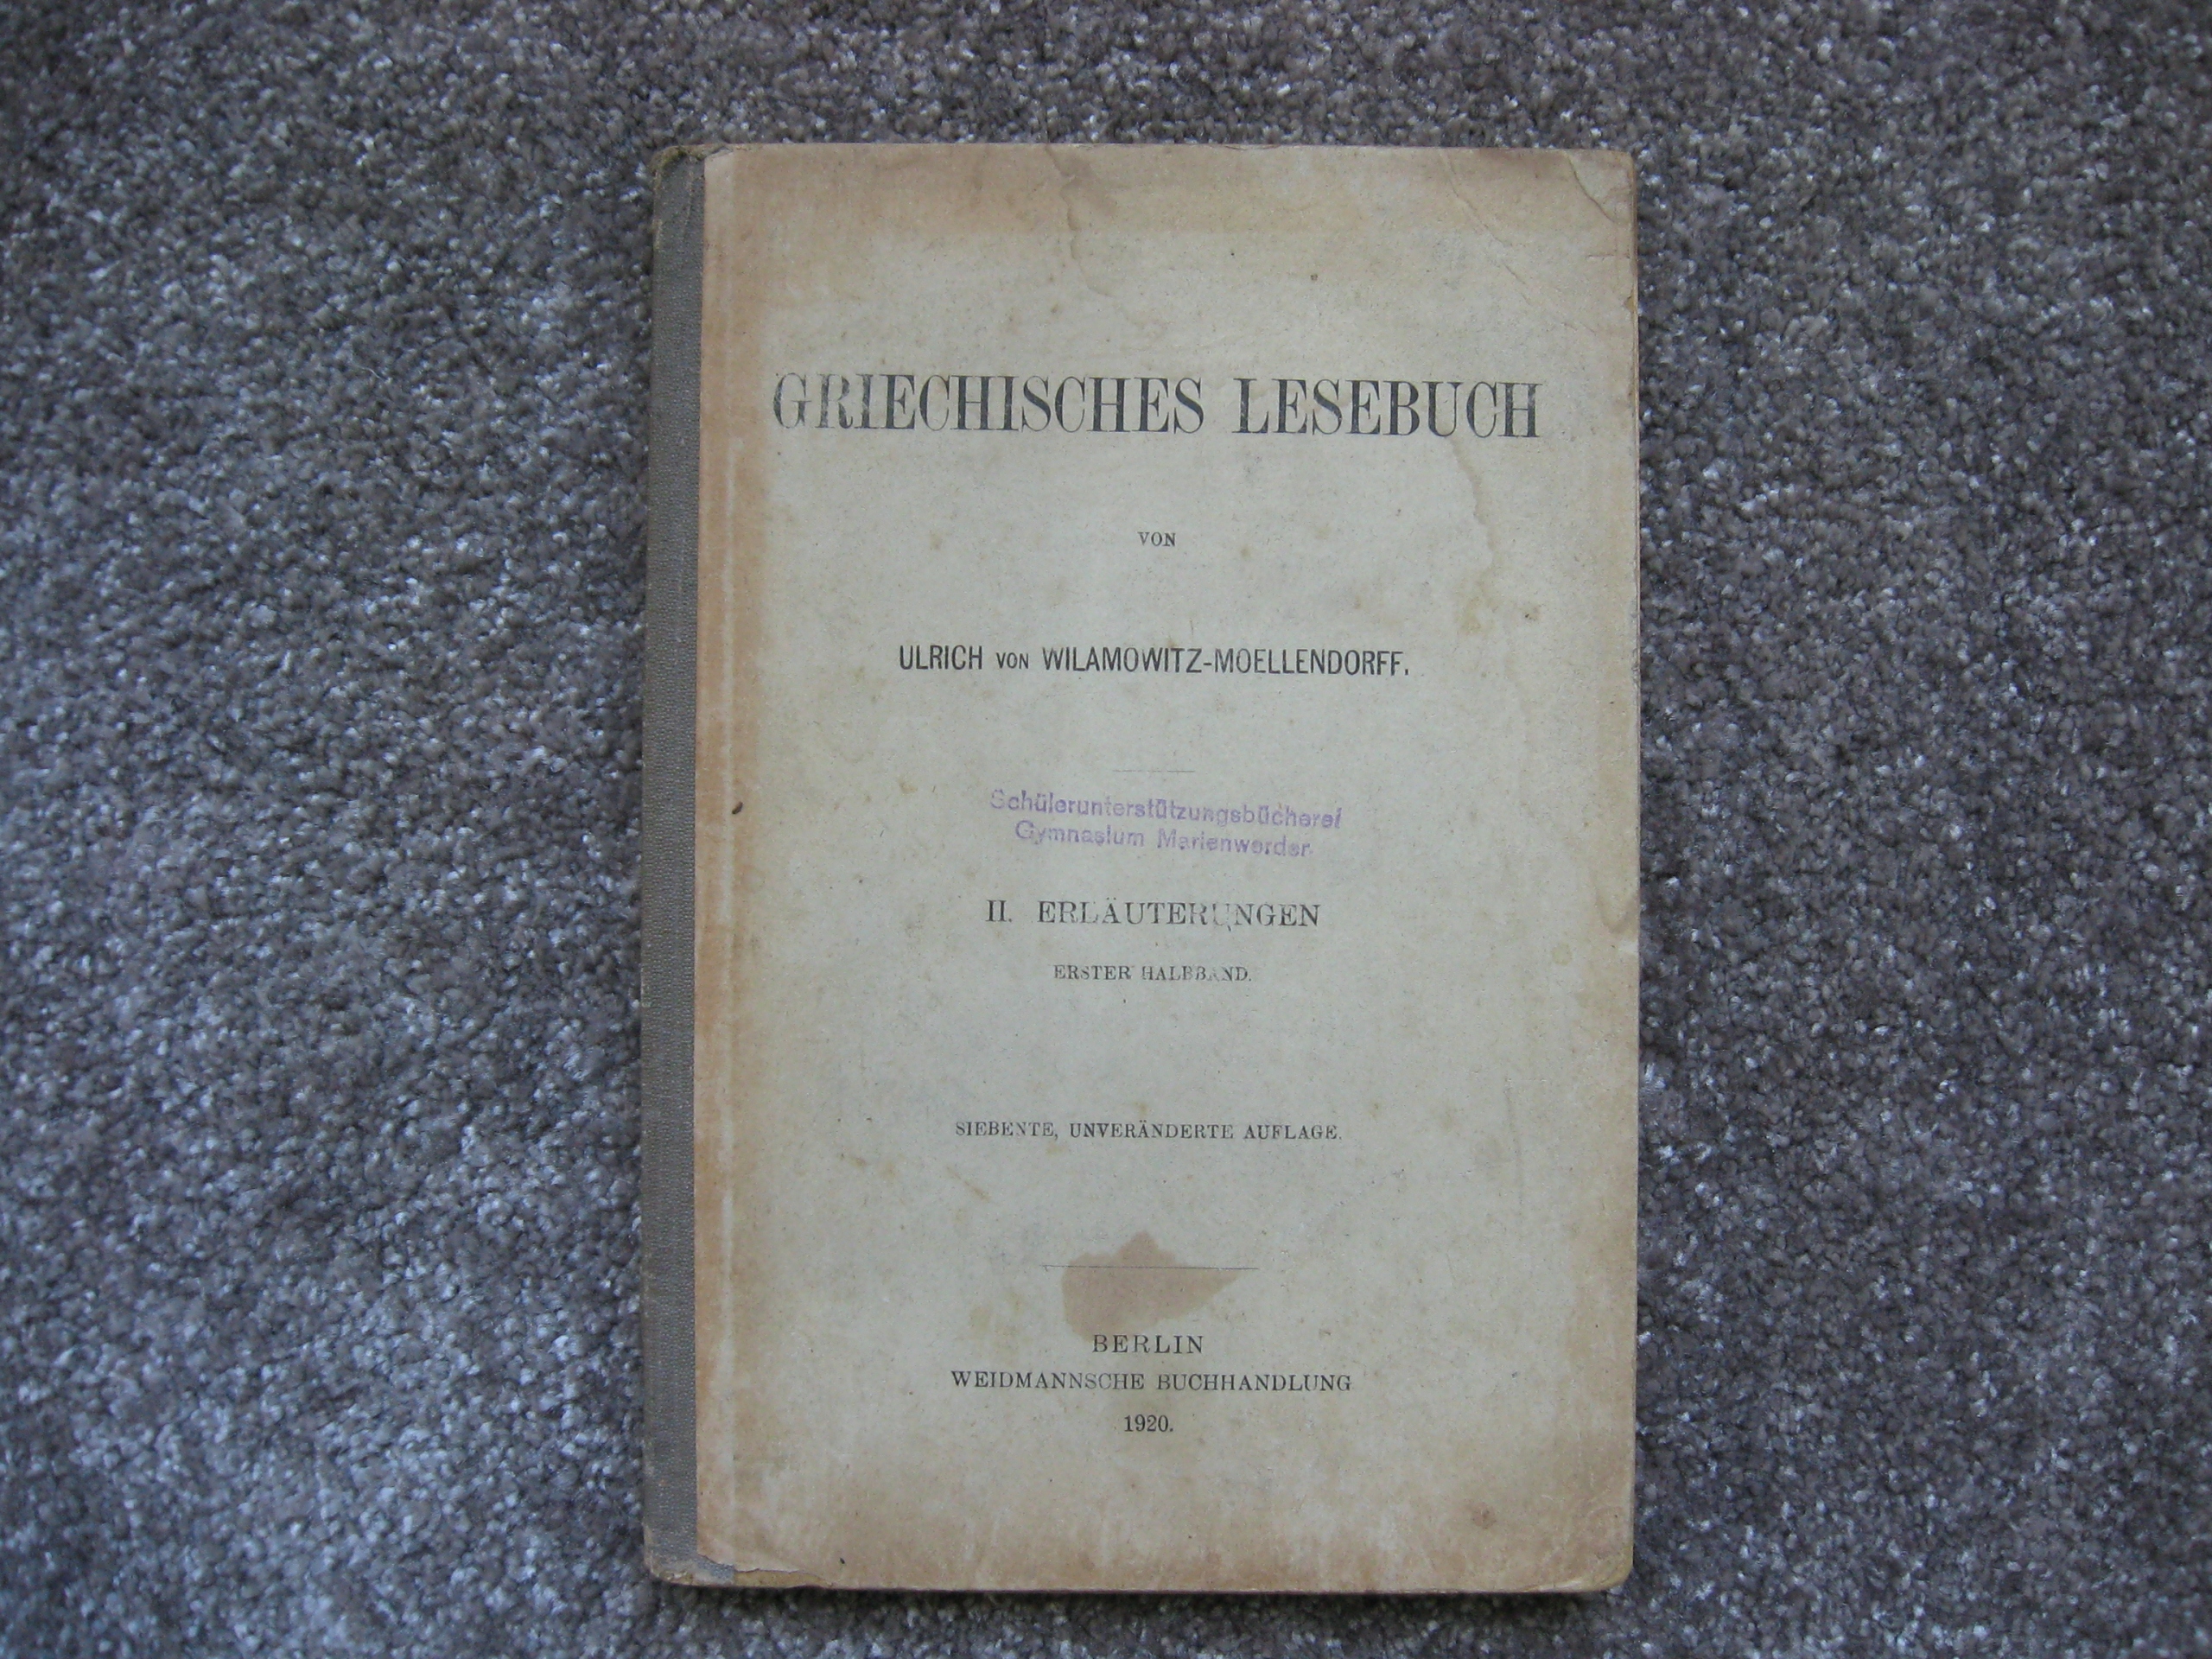 GRIECHISCHES LESEBUCH
VON
ULRICH VON WILAMOWITZ-MOELLENDORFF.
Schülerunterstützungsbücherei
Gymnasium Marienwerder
II. ERLÄUTERUNGEN
ERSTER HALBBAND.
SIEBENTE, UNVERÄNDERTE AUFLAGE.
BERLIN
WEIDMANNSCHE BUCHHANDLUNG
1920.